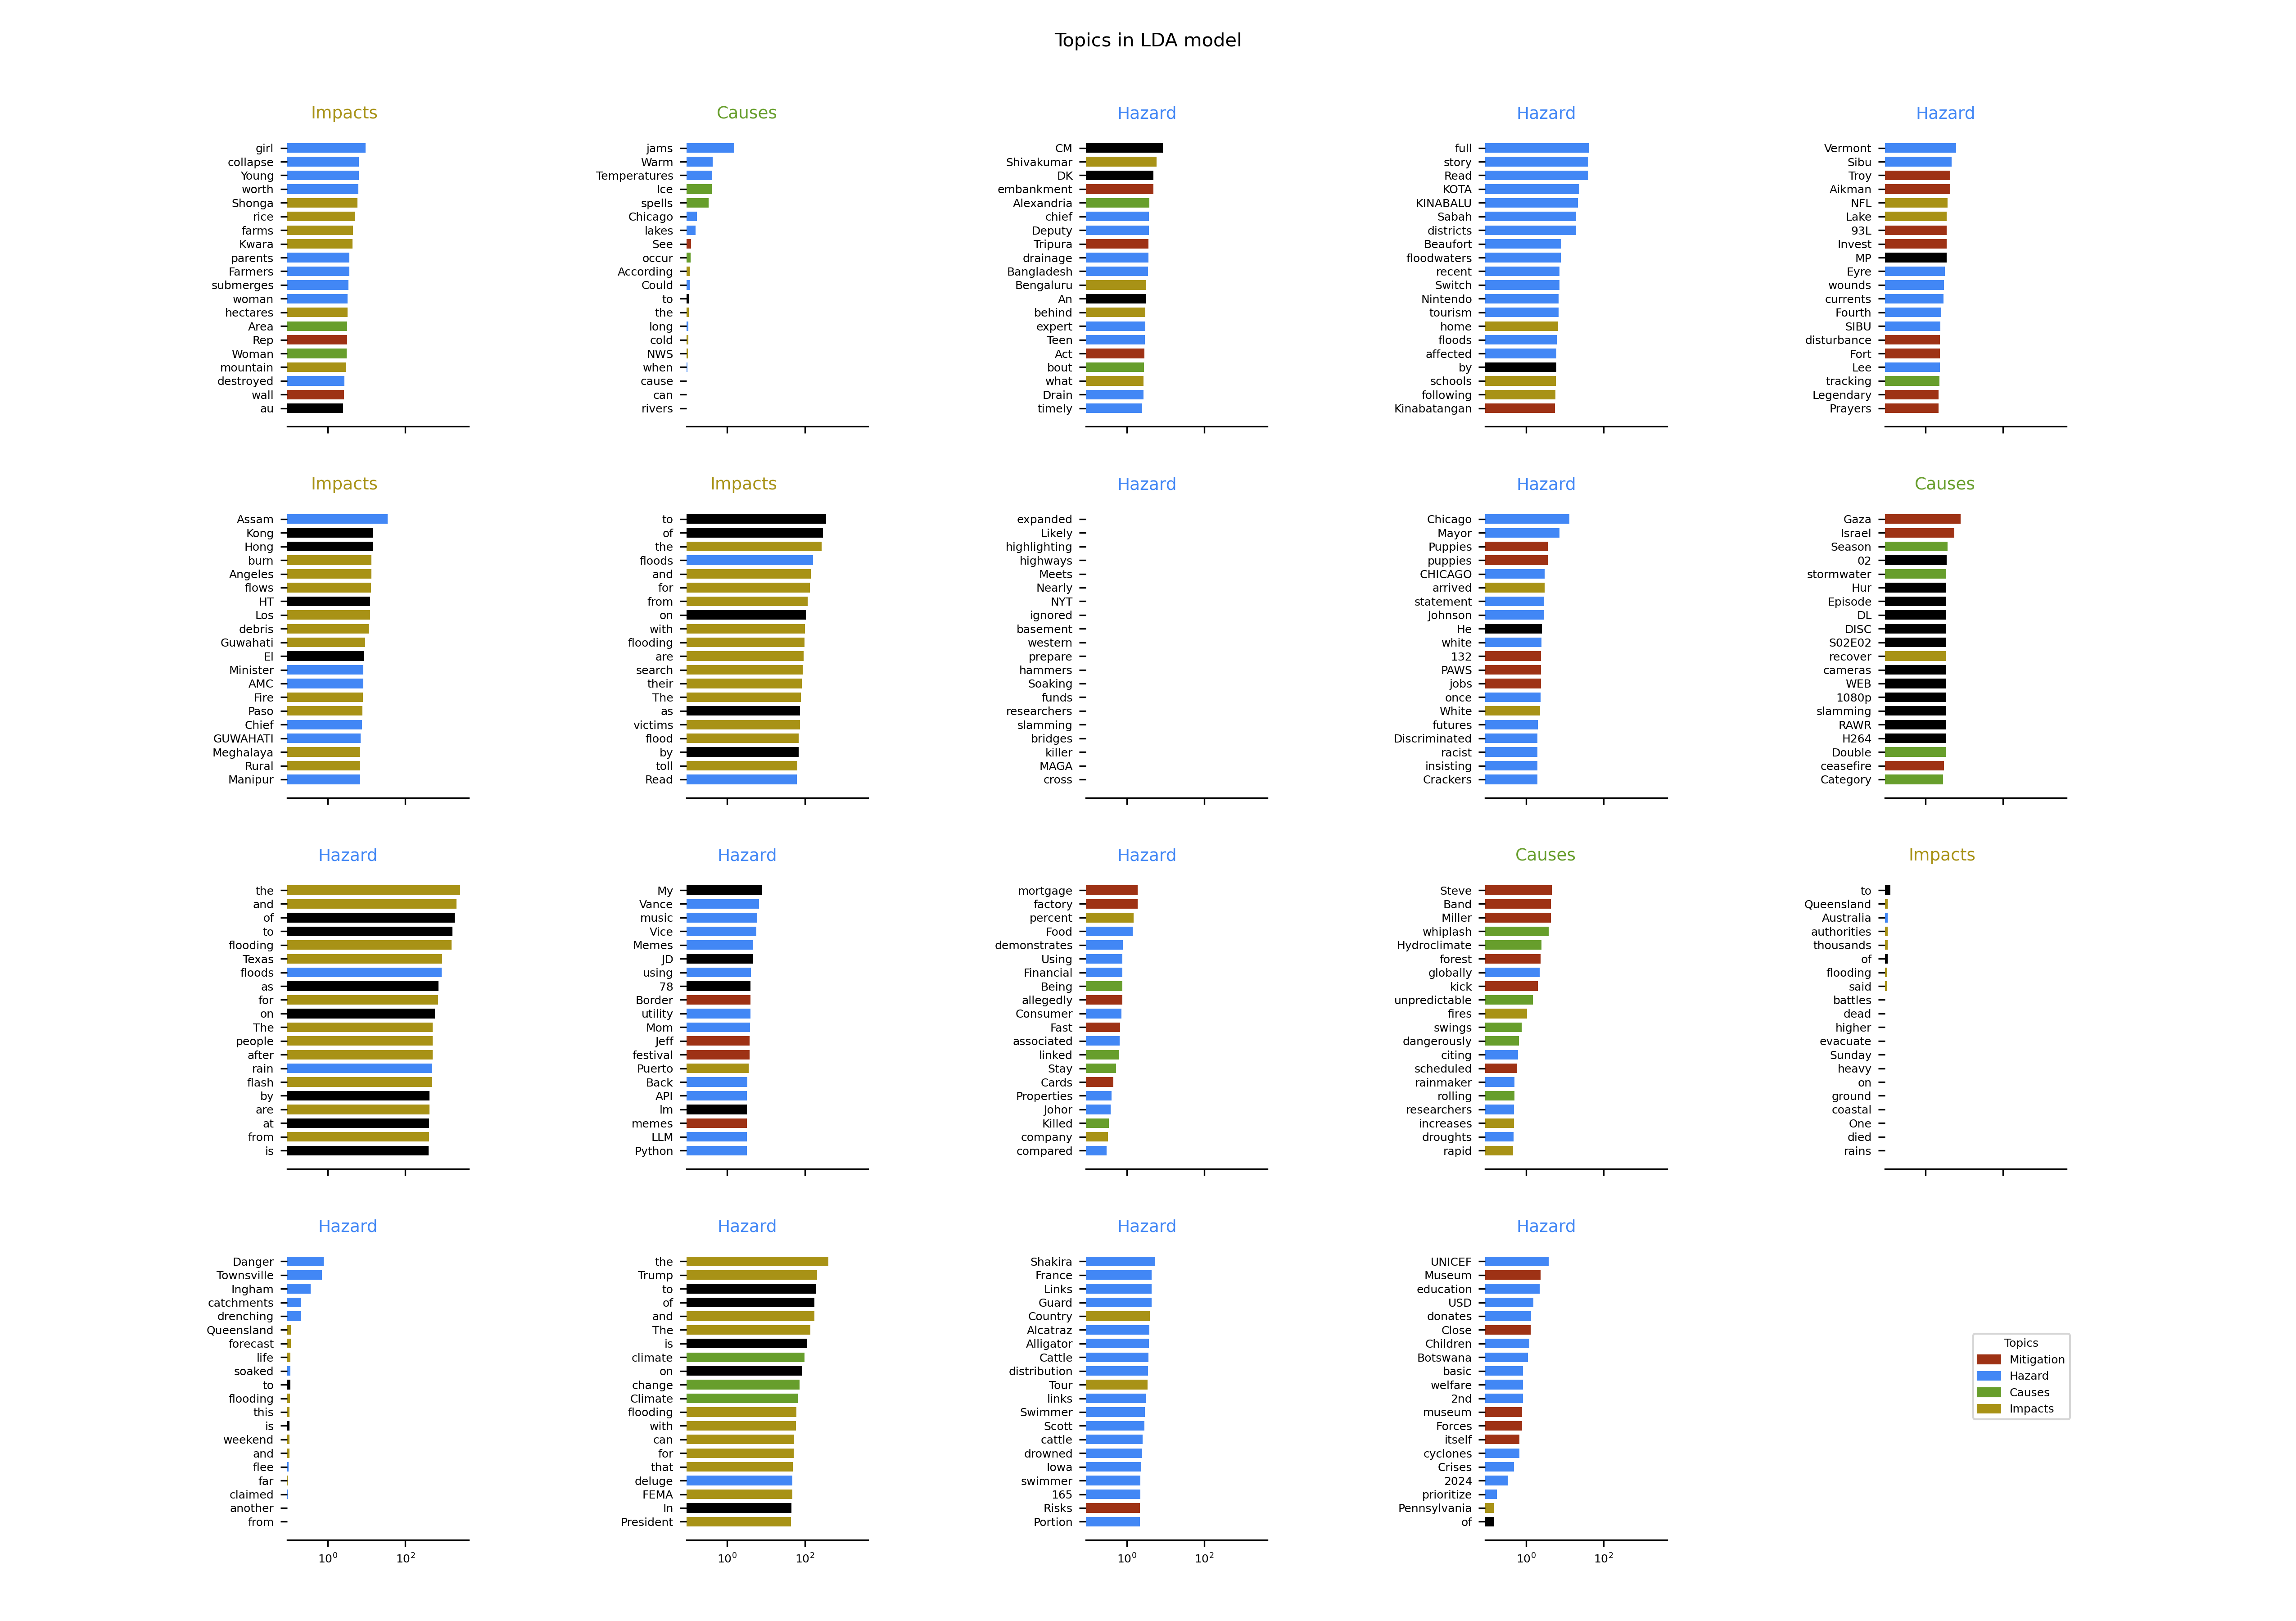 Topics in LDA model
Impacts
girl
collapse
Young
worth
Shonga
rice
farms
Kwara
parents
Farmers
submerges
woman
hectares
Area
Rep
Woman
mountain
destroyed
wall
au
Causes
jams
Warm
Temperatures
Ice
spells
Chicago
lakes
See
occur
According
Could
to
the
long
cold
NWS
when
cause
can
rivers
Hazard
CM
Shivakumar
DK
embankment
Alexandria
chief
Deputy
Tripura
drainage
Bangladesh
Bengaluru
An
behind
expert
Teen
Act
bout
what
Drain
timely
Hazard
full
story
Read
KOTA
KINABALU
Sabah
districts
Beaufort
floodwaters
recent
Switch
Nintendo
tourism
home
floods
affected
by
schools
following
Kinabatangan
Hazard
Vermont
Sibu
Troy
Aikman
NFL
Lake
93L
Invest
MP
Eyre
wounds
currents
Fourth
SIBU
disturbance
Fort
Lee
tracking
Legendary
Prayers
Impacts
Assam
Kong
Hong
burn
Angeles
flows
HT
Los
debris
Guwahati
El
Minister
AMC
Fire
Paso
Chief
GUWAHATI
Meghalaya
Rural
Manipur
Impacts
to
of
the
floods
and
for
from
on
with
flooding
are
search
their
The
as
victims
flood
by
toll
Read
Hazard
expanded
Likely
highlighting
highways
Meets
Nearly
NYT
ignored
basement
western
prepare
hammers
Soaking
funds
researchers
slamming
bridges
killer
MAGA
cross
Hazard
Chicago
Mayor
Puppies
puppies
CHICAGO
arrived
statement
Johnson
He
white
132
PAWS
jobs
once
White
futures
Discriminated
racist
insisting
Crackers
Causes
Gaza
Israel
Season
02
stormwater
Hur
Episode
DL
DISC
S02E02
recover
cameras
WEB
1080p
slamming
RAWR
H264
Double
ceasefire
Category
Hazard
the
and
of
to
flooding
Texas
floods
as
for
on
The
people
after
rain
flash
by
are
at
from
is
Hazard
My
Vance
music
Vice
Memes
JD
using
78
Border
utility
Mom
Jeff
festival
Puerto
Back
API
Im
memes
LLM
Python
Hazard
mortgage
factory
percent
Food
demonstrates
Using
Financial
Being
allegedly
Consumer
Fast
associated
linked
Stay
Cards
Properties
Johor
Killed
company
compared
Causes
Steve
Band
Miller
whiplash
Hydroclimate
forest
globally
kick
unpredictable
fires
swings
dangerously
citing
scheduled
rainmaker
rolling
researchers
increases
droughts
rapid
Impacts
to
Queensland
Australia
authorities
thousands
of
flooding
said
battles
dead
higher
evacuate
Sunday
heavy
on
ground
coastal
One
died
rains
Hazard
Danger
Townsville
Ingham
catchments
drenching
Queensland
forecast
life
soaked
to
flooding
this
is
weekend
and
flee
far
claimed
another
from
10⁰ 10²
Hazard
the
Trump
to
of
and
The
is
climate
on
change
Climate
flooding
with
can
for
that
deluge
FEMA
In
President
10⁰ 10²
Hazard
Shakira
France
Links
Guard
Country
Alcatraz
Alligator
Cattle
distribution
Tour
links
Swimmer
Scott
cattle
drowned
Iowa
swimmer
165
Risks
Portion
10⁰ 10²
Hazard
UNICEF
Museum
education
USD
donates
Close
Children
Botswana
basic
welfare
2nd
museum
Forces
itself
cyclones
Crises
2024
prioritize
Pennsylvania
of
10⁰ 10²
Topics
Mitigation
Hazard
Causes
Impacts